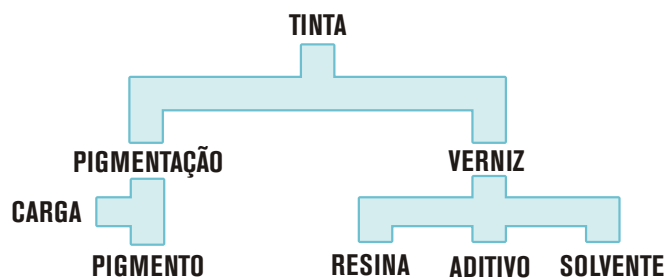 TINTA
PIGMENTAÇÃO VERNIZ
CARGA
PIGMENTO RESINA ADITIVO SOLVENTE